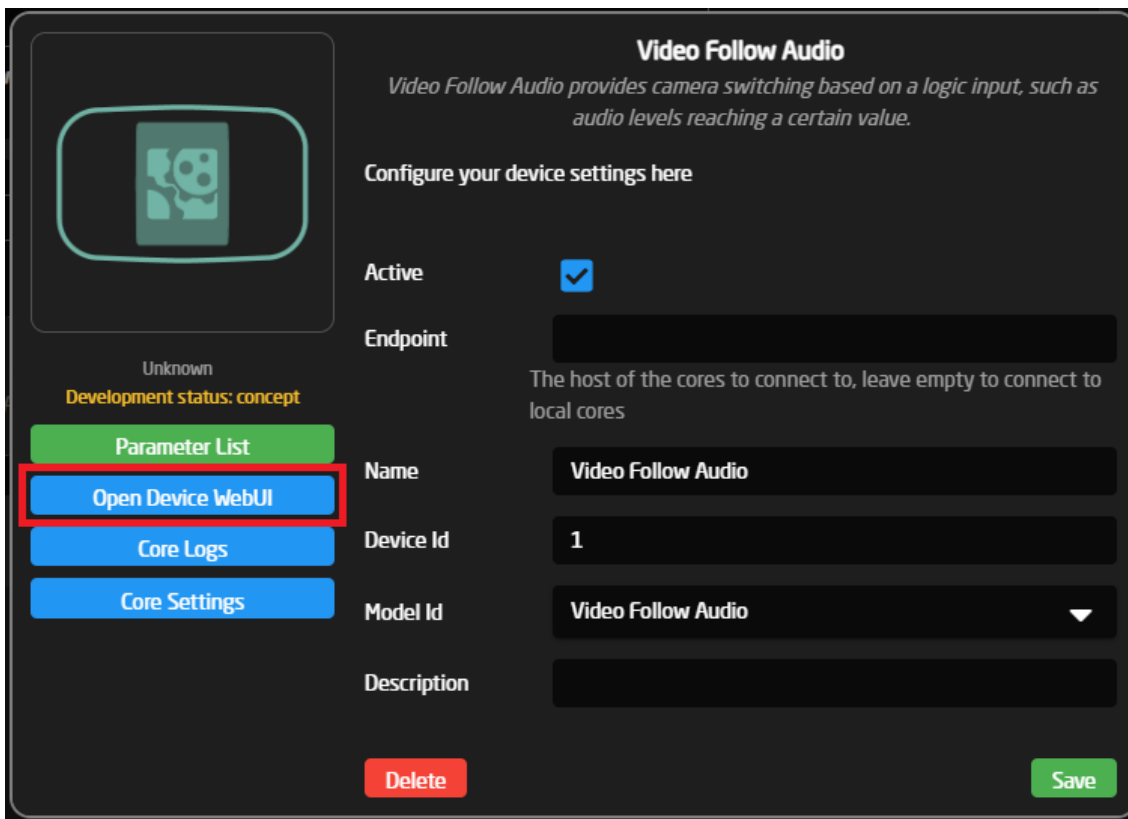 Video Follow Audio
Video Follow Audio provides camera switching based on a logic input, such as
audio levels reaching a certain value.
Configure your device settings here
Active
Endpoint
The host of the cores to connect to, leave empty to connect to
local cores
Name
Video Follow Audio
Device Id
1
Model Id
Video Follow Audio
Description
Delete
Save
Unknown
Development status: concept
Parameter List
Open Device WebUI
Core Logs
Core Settings